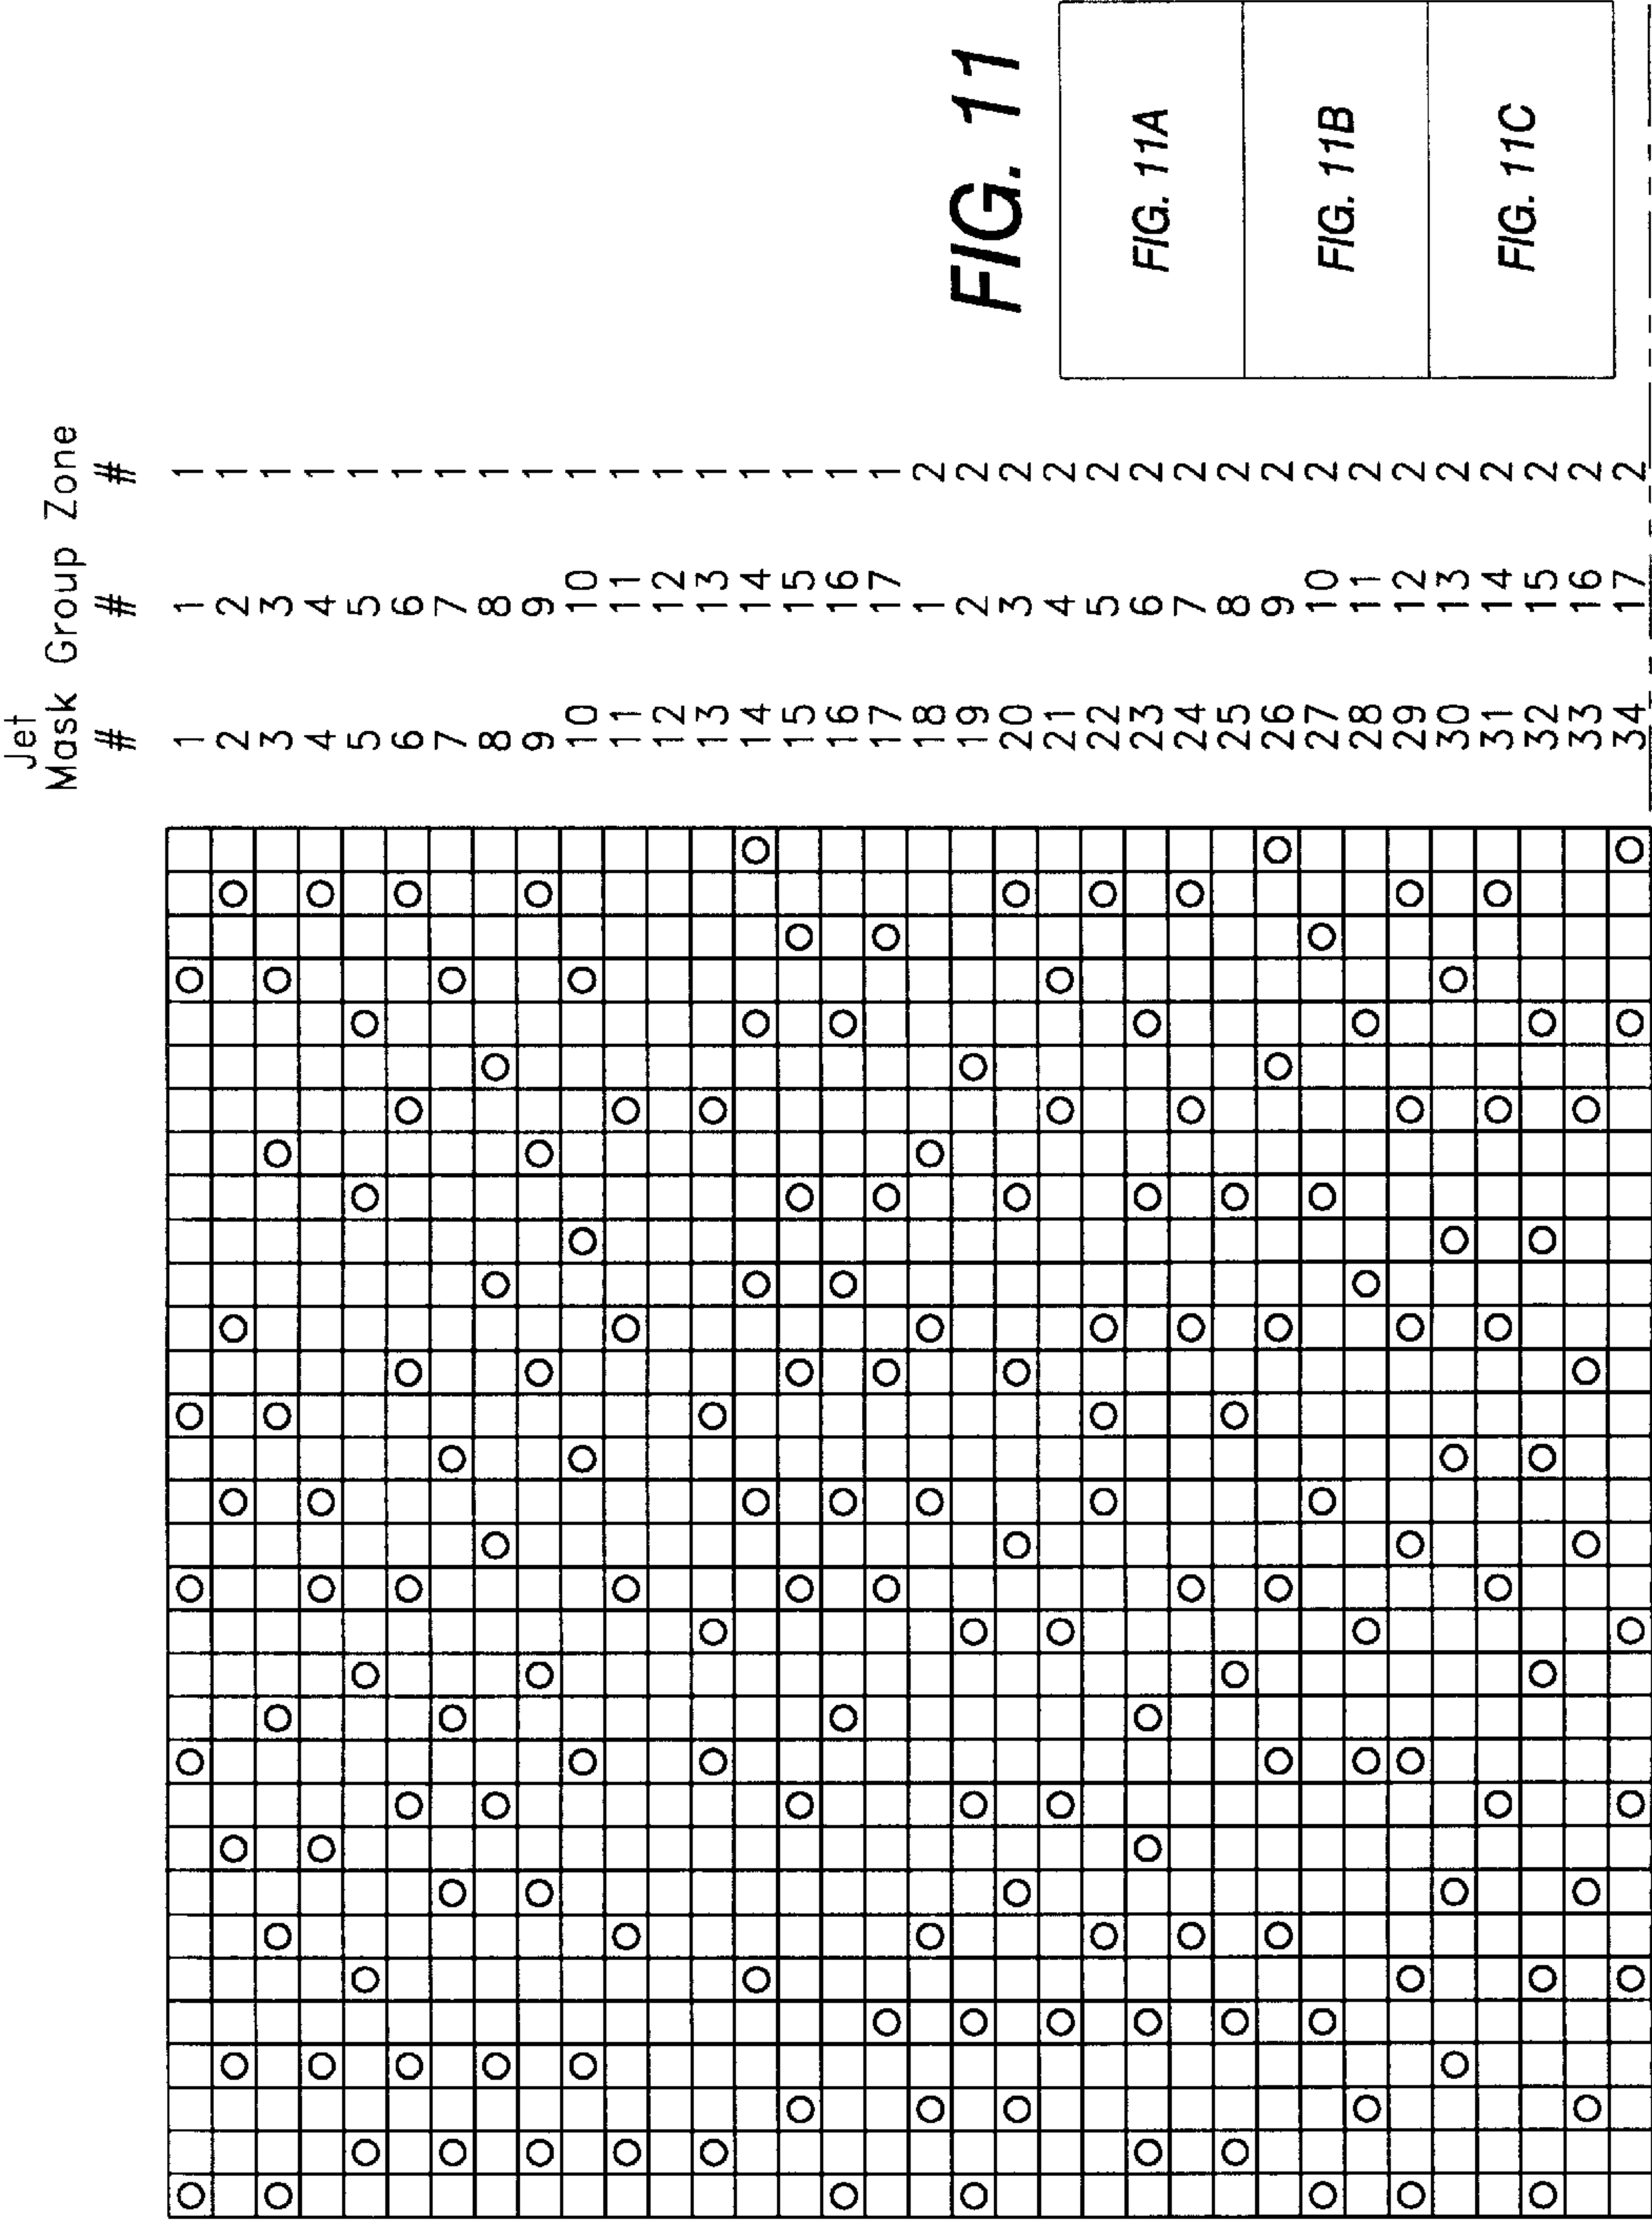 Jet
Mask Group Zone
# # #
1 1 1
2 2 1
3 3 1
4 4 1
5 5 1
6 6 1
7 7 1
8 8 1
9 9 1
10 10 1
11 11 1
12 12 1
13 13 1
14 14 1
15 15 1
16 16 1
17 17 1
18 1 2
19 2 2
20 3 2
21 4 2
22 5 2
23 6 2
24 7 2
25 8 2
26 9 2
27 10 2
28 11 2
29 12 2
30 13 2
31 14 2
32 15 2
33 16 2
34 17 2
FIG. 11
FIG. 11A
FIG. 11B
FIG. 11C